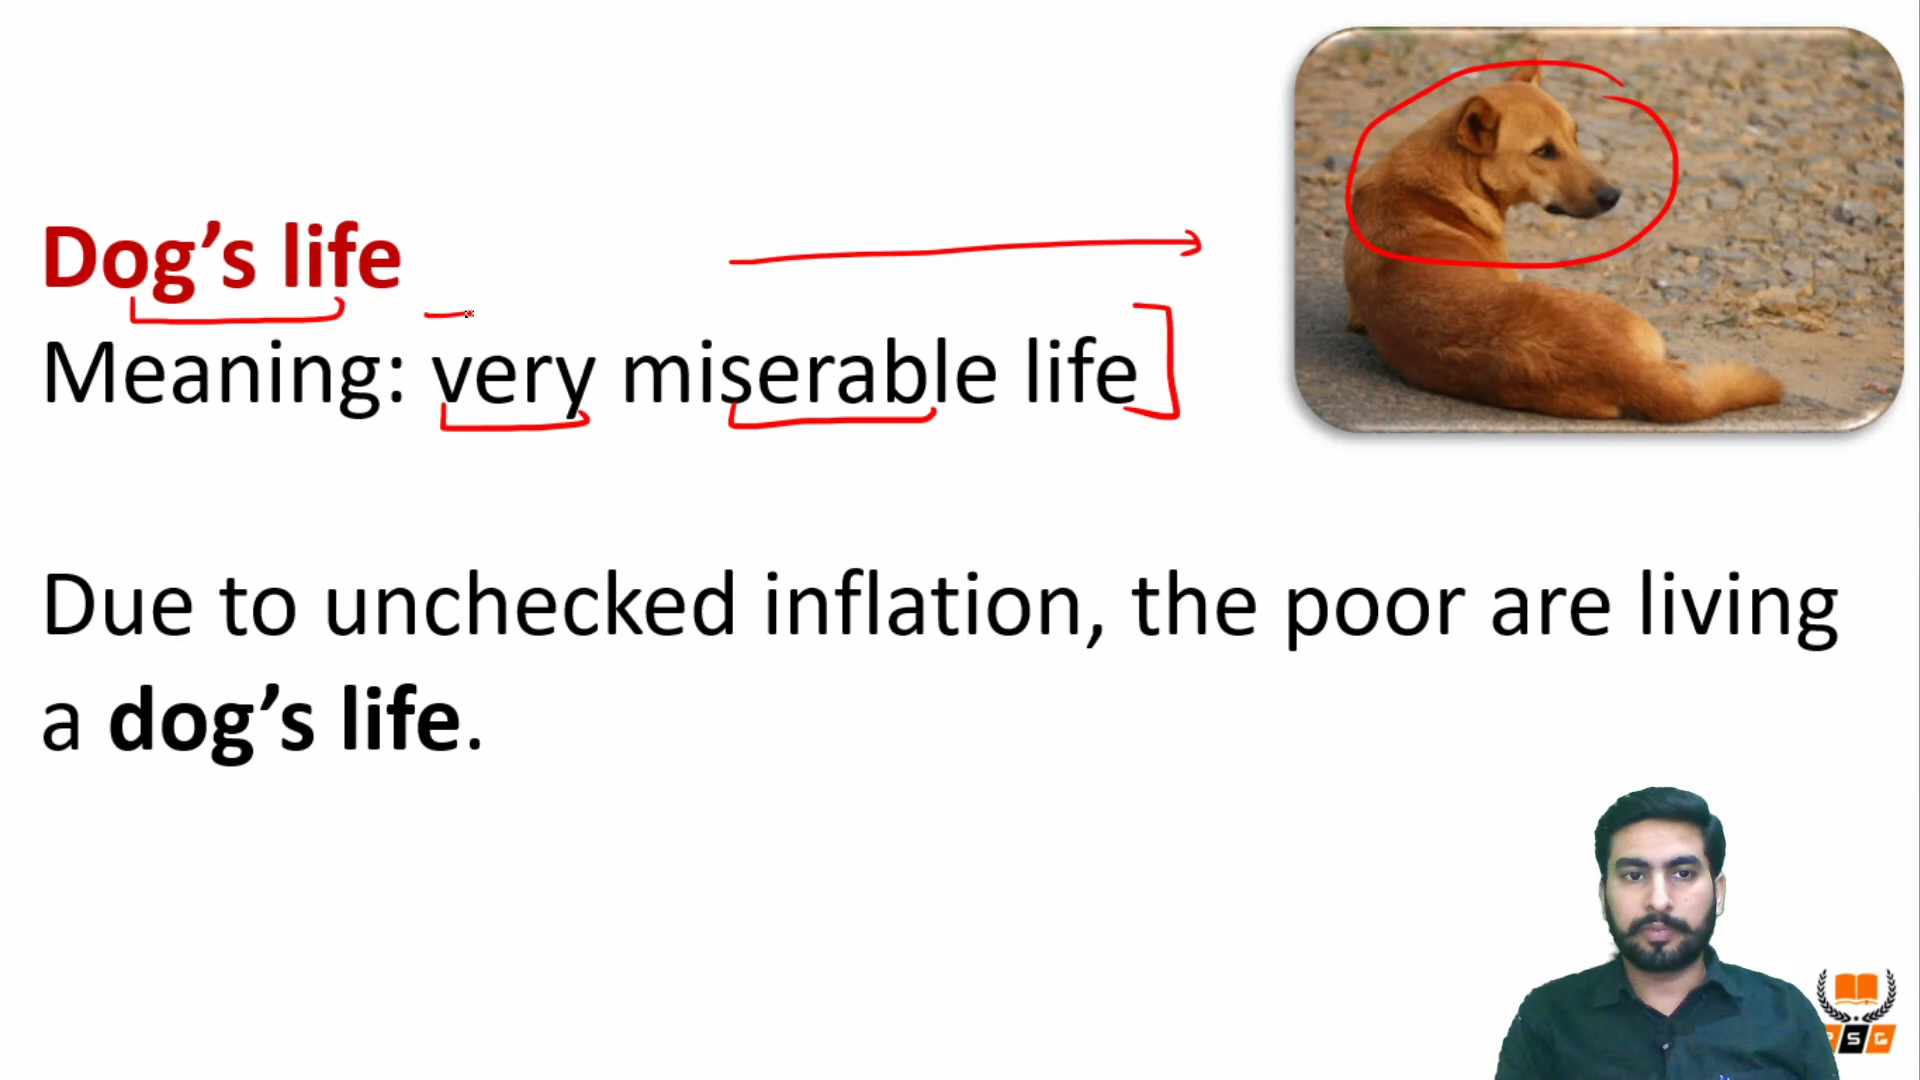 Dog’s life
Meaning: very miserable life
Due to unchecked inflation, the poor are living
a dog’s life.
S G